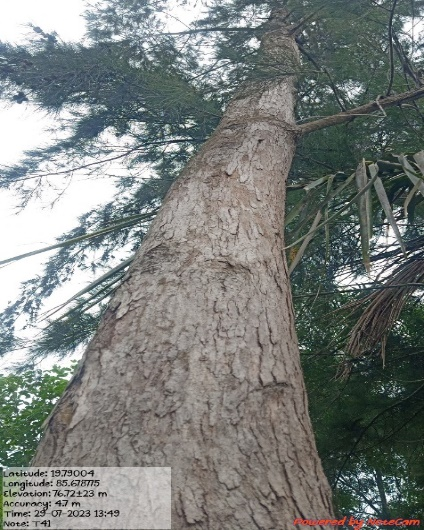 Latitude: 19.79004
Longitude: 85.678775
Elevation: 76.72±23 m
Accuracy: 4.7 m
Time: 29-07-2023 13:49
Note: T41
Powered by NoteCam